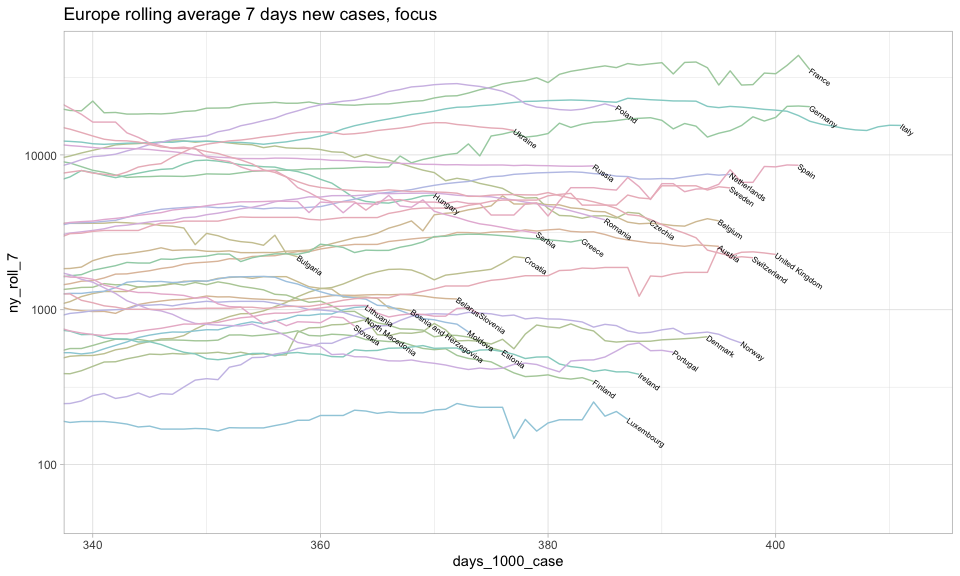 Europe rolling average 7 days new cases, focus
ny_roll_7
10000
1000
100
France
Germany
Italy
Poland
Ukraine
Russia
Spain
Netherlands
Sweden
Hungary
Romania
Czechia
Belgium
Serbia
Greece
Austria
Switzerland
United Kingdom
Bulgaria
Croatia
Belarus
Slovenia
Lithuania
Bosnia and Herzegovina
North Macedonia
Slovakia
Moldova
Estonia
Denmark
Norway
Portugal
Ireland
Finland
Luxembourg
340
360
380
400
days_1000_case